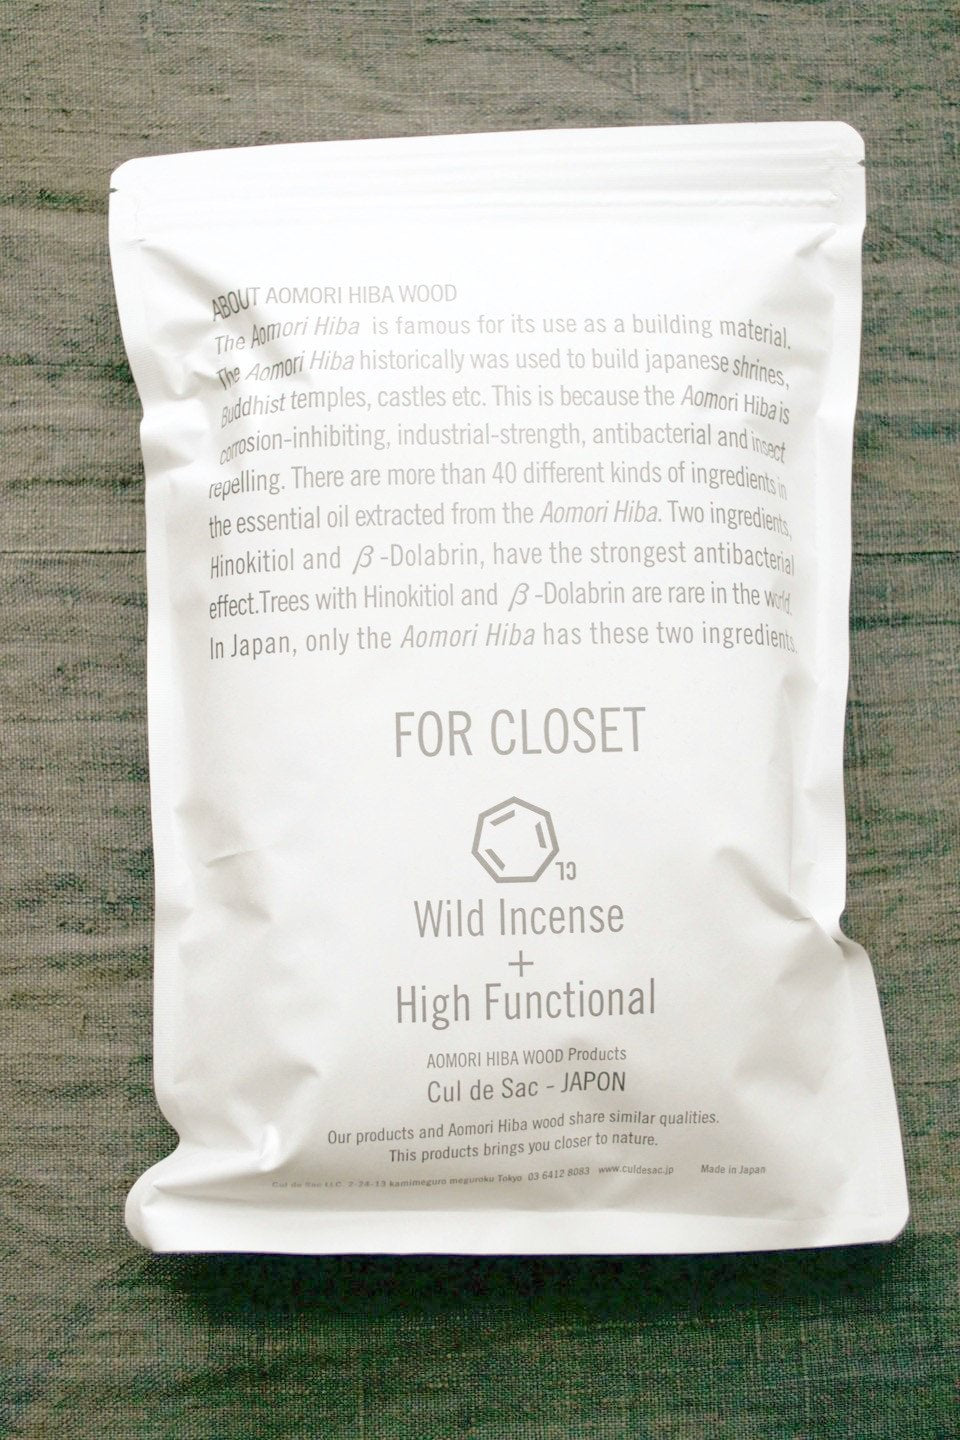 ABOUT AOMORI HIBA WOOD
The Aomori Hiba is famous for its use as a building material.
The Aomori Hiba historically was used to build japanese shrines,
Buddhist temples, castles etc. This is because the Aomori Hiba is
corrosion-inhibiting, industrial-strength, antibacterial and insect
repelling. There are more than 40 different kinds of ingredients in
the essential oil extracted from the Aomori Hiba. Two ingredients,
Hinokitiol and β-Dolabrin, have the strongest antibacterial
effect.Trees with Hinokitiol and β-Dolabrin are rare in the world.
In Japan, only the Aomori Hiba has these two ingredients.
FOR CLOSET
CL
Wild Incense
+
High Functional
AOMORI HIBA WOOD Products
Cul de Sac - JAPON
Our products and Aomori Hiba wood share similar qualities.
This products brings you closer to nature.
Cul de Sac LLC. 2-24-13 kamimeguro meguroku Tokyo 03 6412 8083 www.culdesac.jp Made in Japan